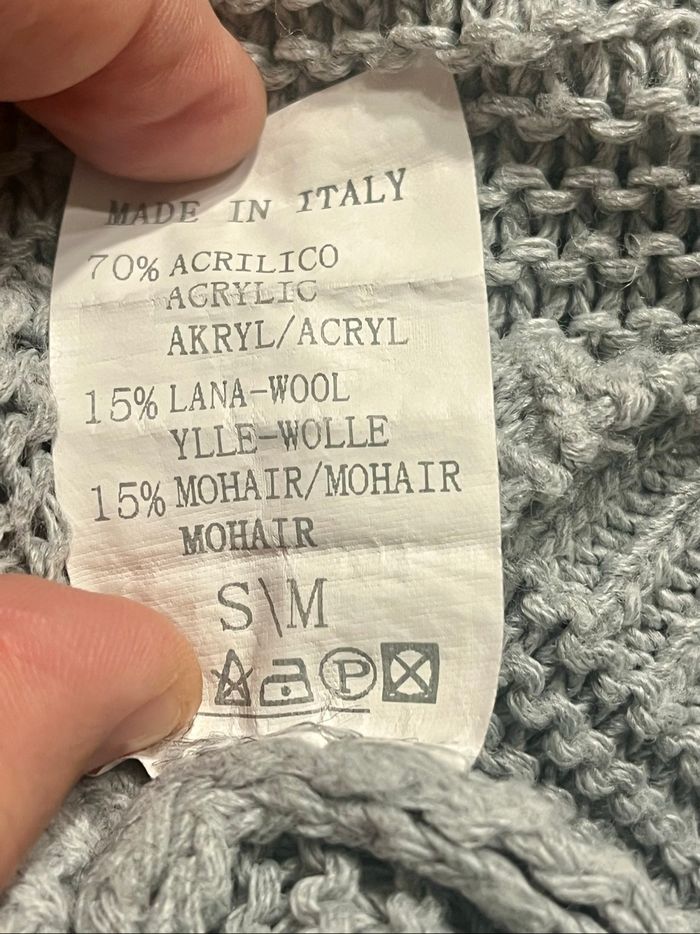 MADE IN ITALY
70% ACRILICO
ACRYLIC
AKRYL/ACRYL
15% LANA-WOOL
YLLE-WOLLE
15% MOHAIR/MOHAIR
MOHAIR
S\M
P